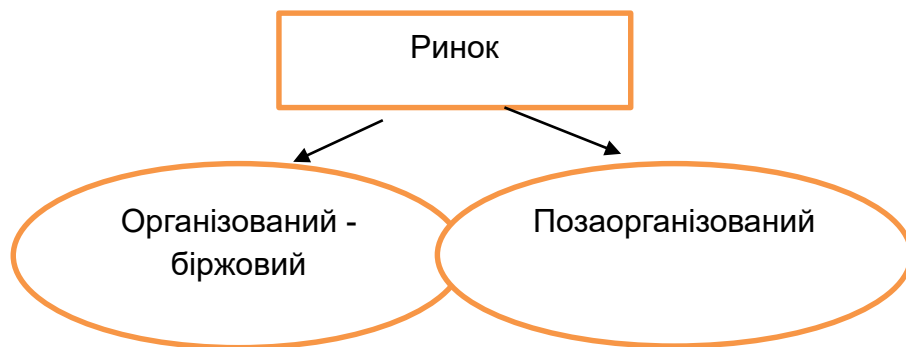 Ринок
Організований -
біржовий
Позаорганізований